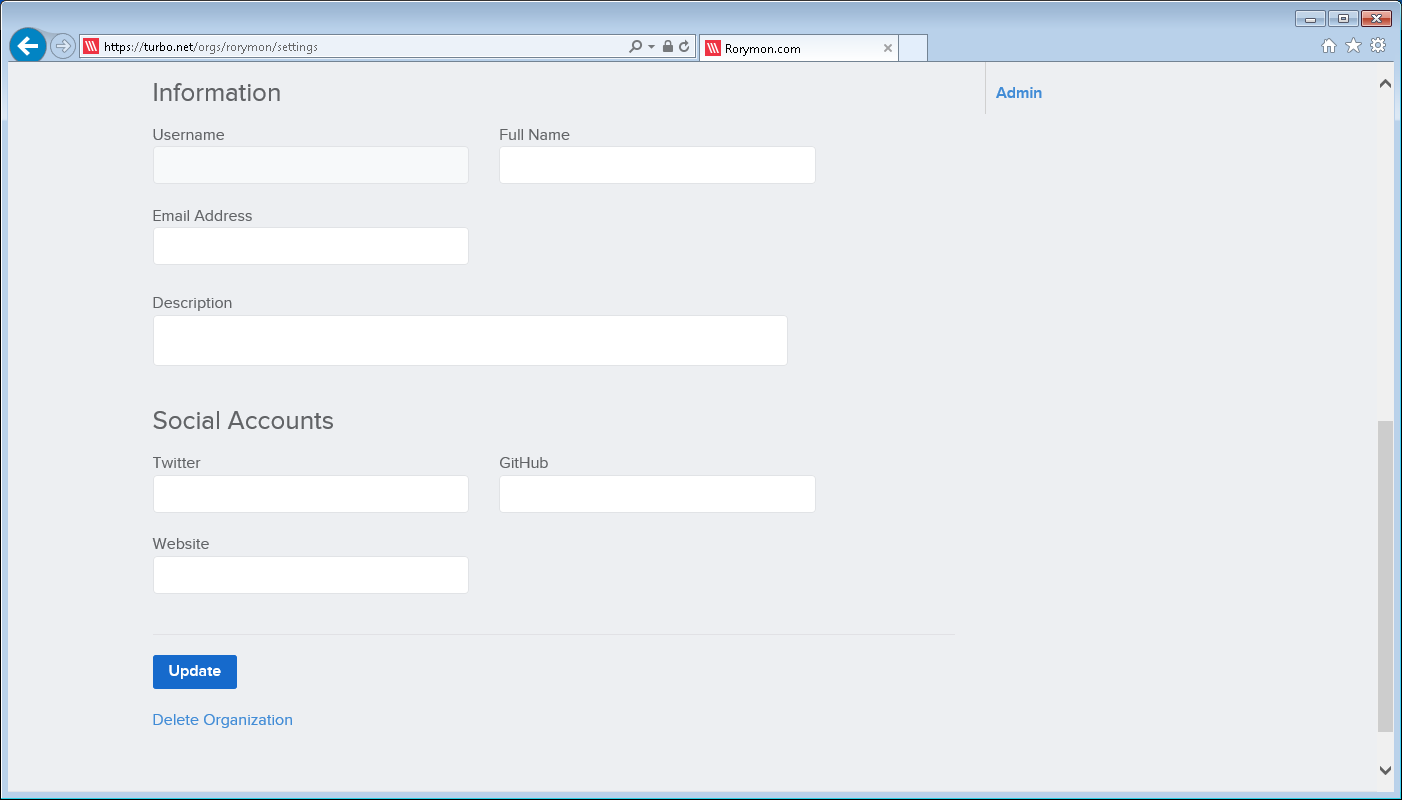 https://turbo.net/orgs/rorymon/settings
Rorymon.com
Information
Admin
Username
Full Name
Email Address
Description
Social Accounts
Twitter
GitHub
Website
Update
Delete Organization